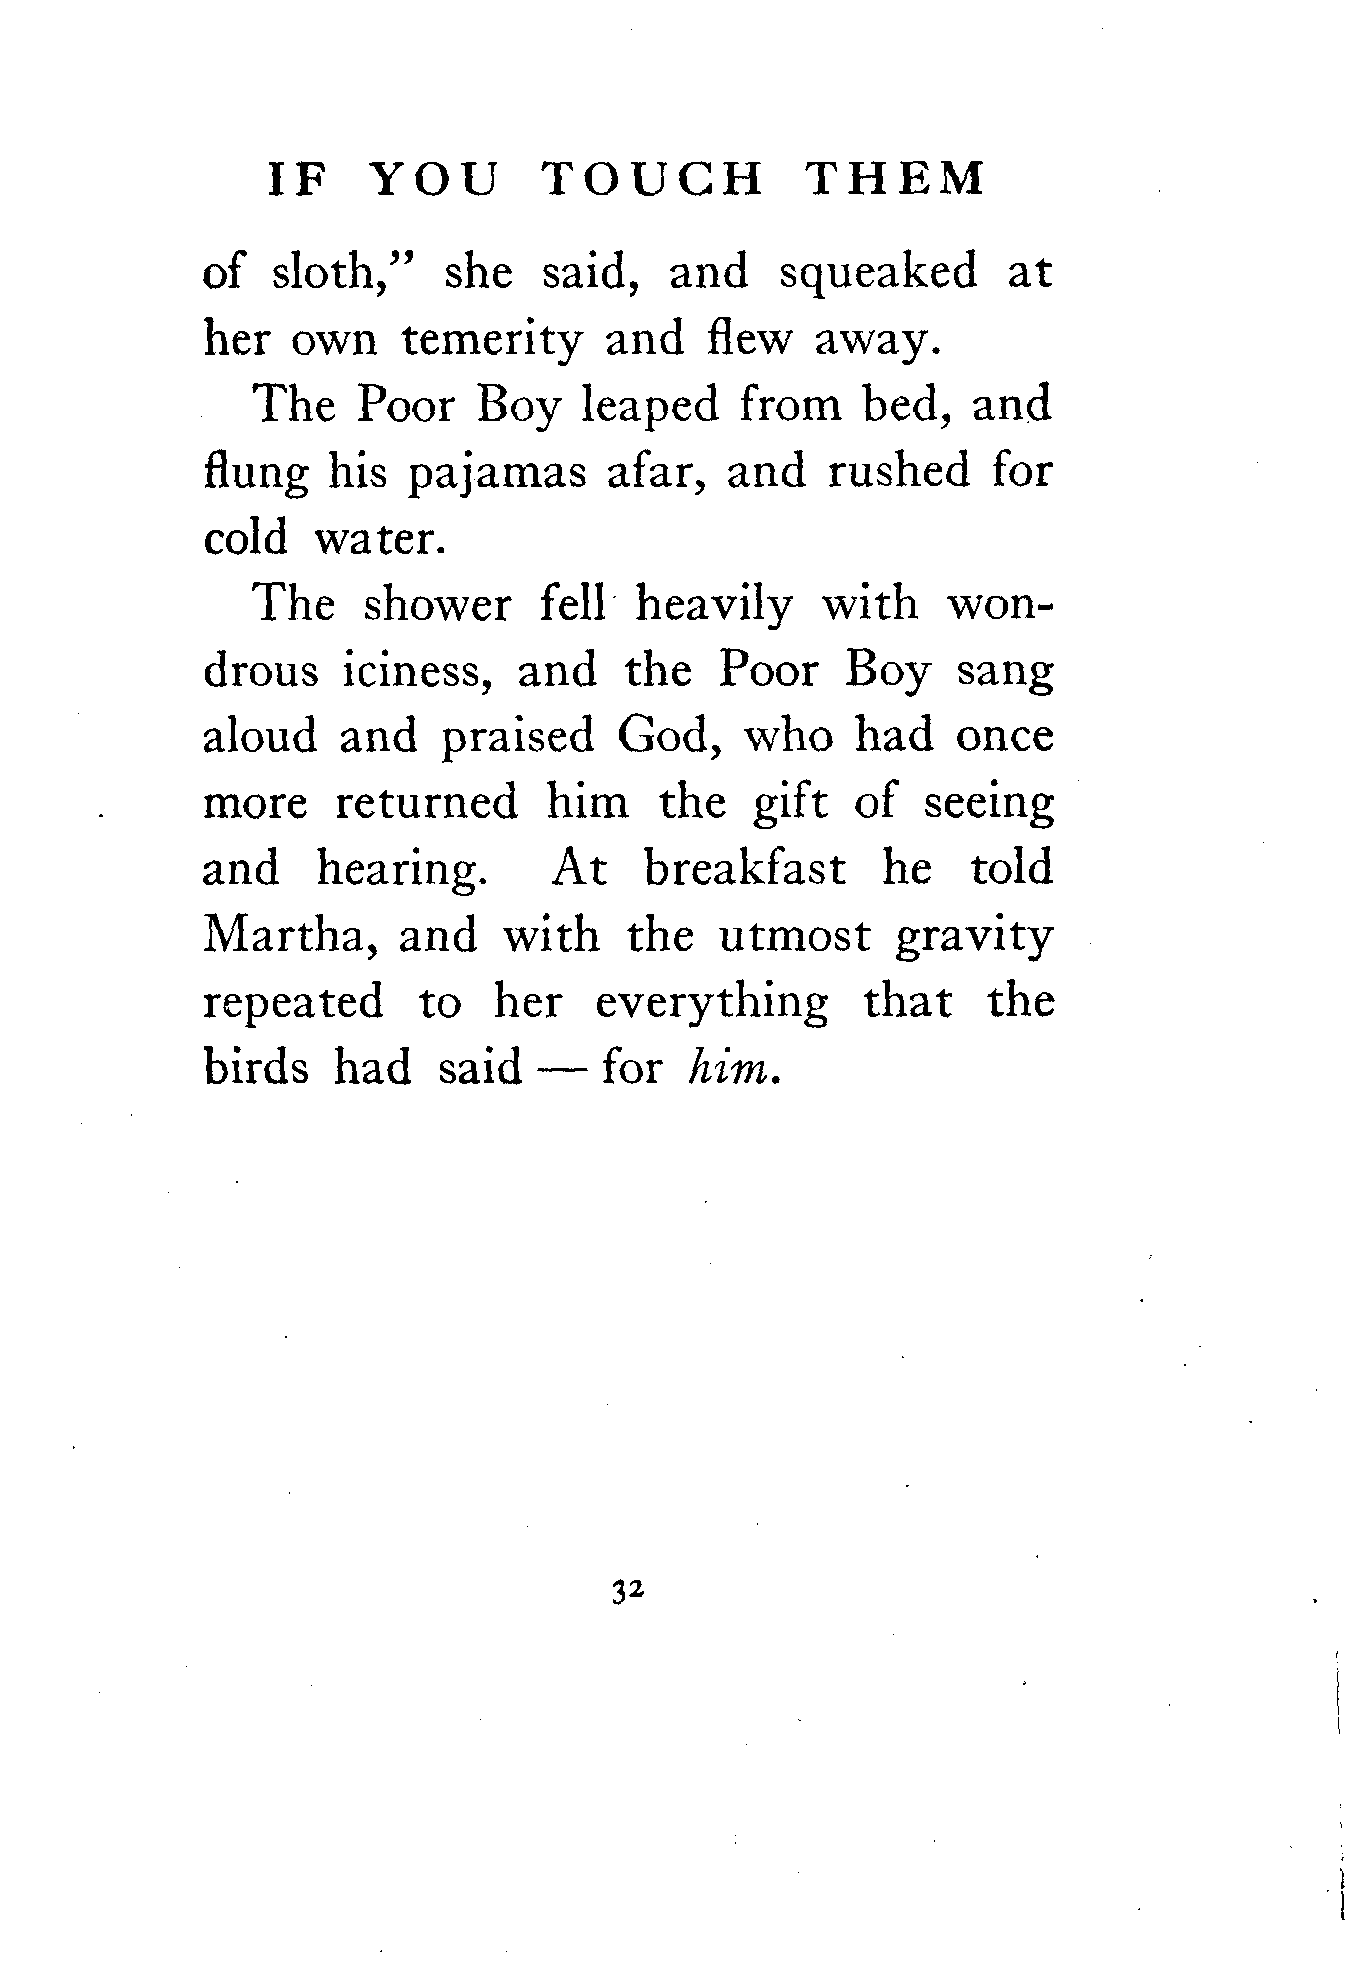 IF YOU TOUCH THEM
of sloth,” she said, and squeaked at
her own temerity and flew away.
The Poor Boy leaped from bed, and
flung his pajamas afar, and rushed for
cold water.
The shower fell heavily with won-
drous iciness, and the Poor Boy sang
aloud and praised God, who had once
more returned him the gift of seeing
and hearing. At breakfast he told
Martha, and with the utmost gravity
repeated to her everything that the
birds had said — for him.
32